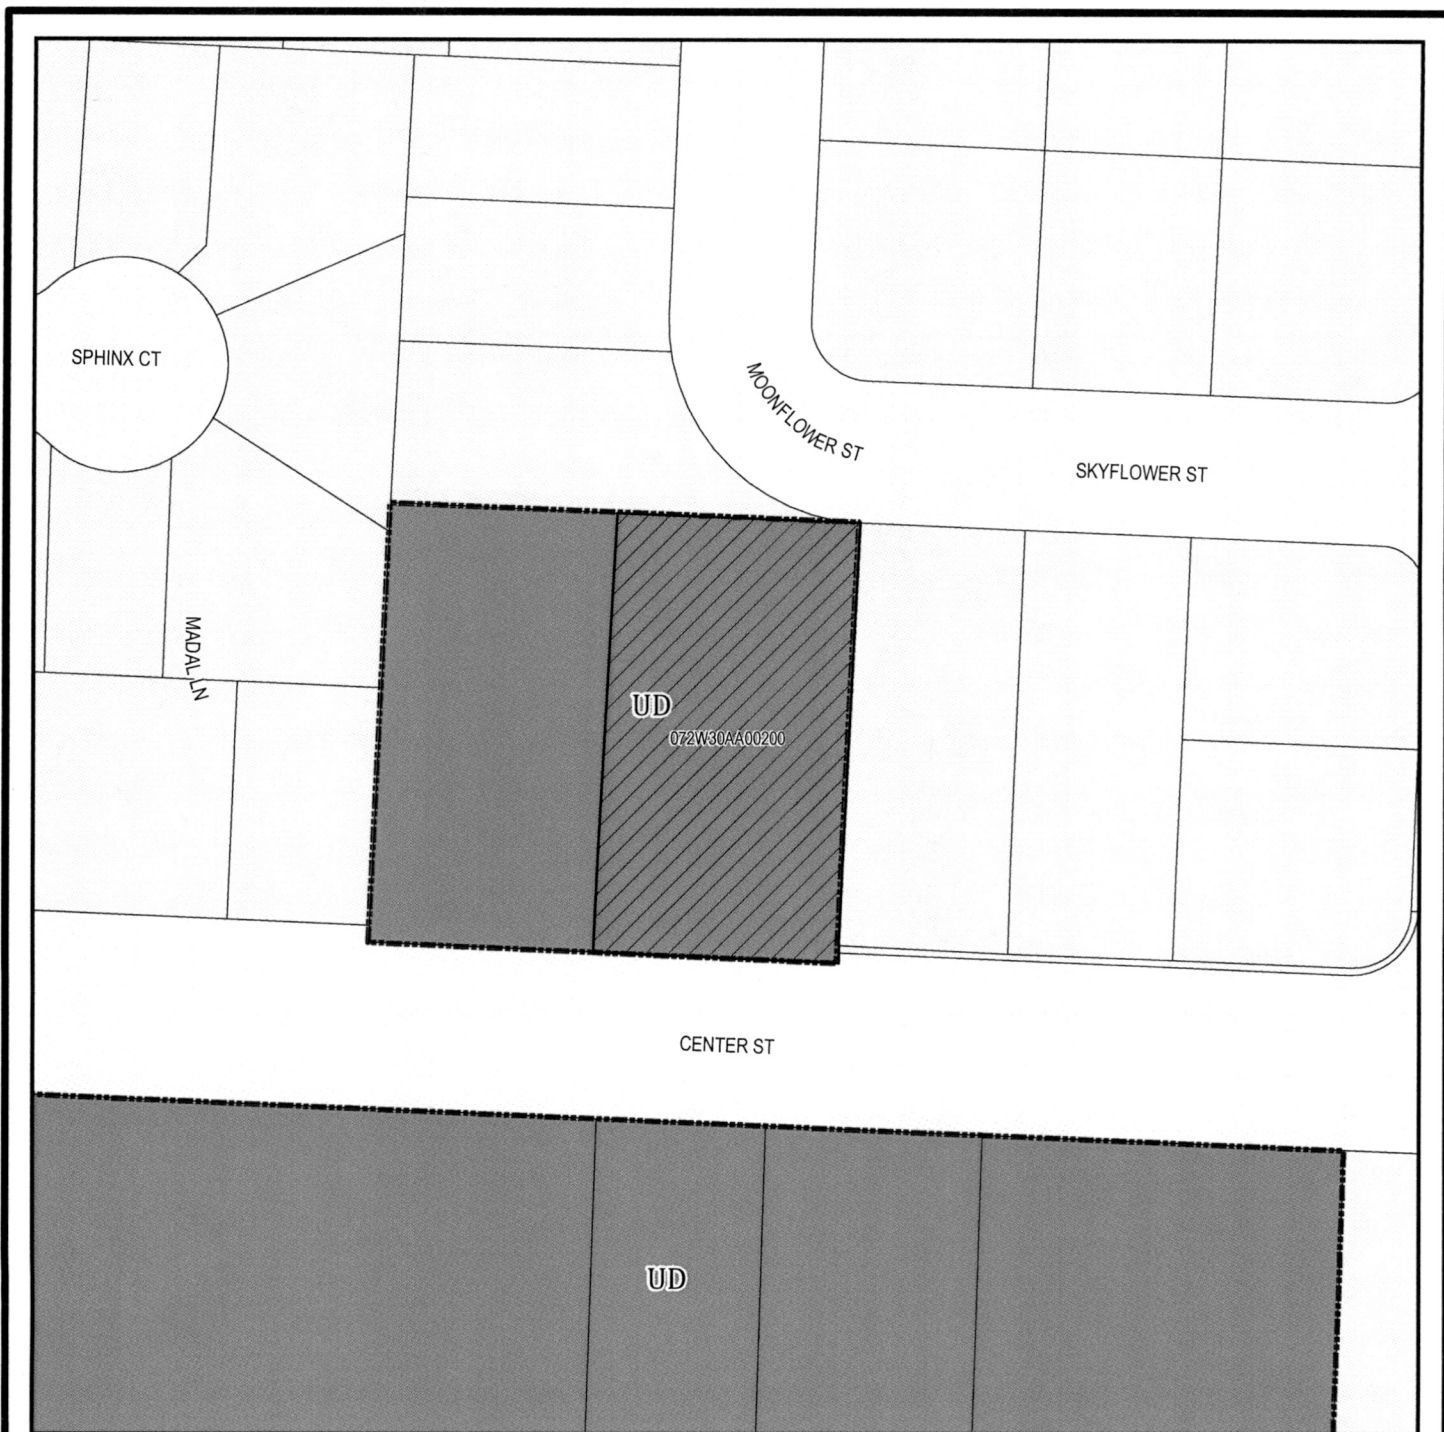 SPHINX CT
MOONFLOWER ST
SKYFLOWER ST
MADAL LN
UD
072W30AA00200
CENTER ST
UD